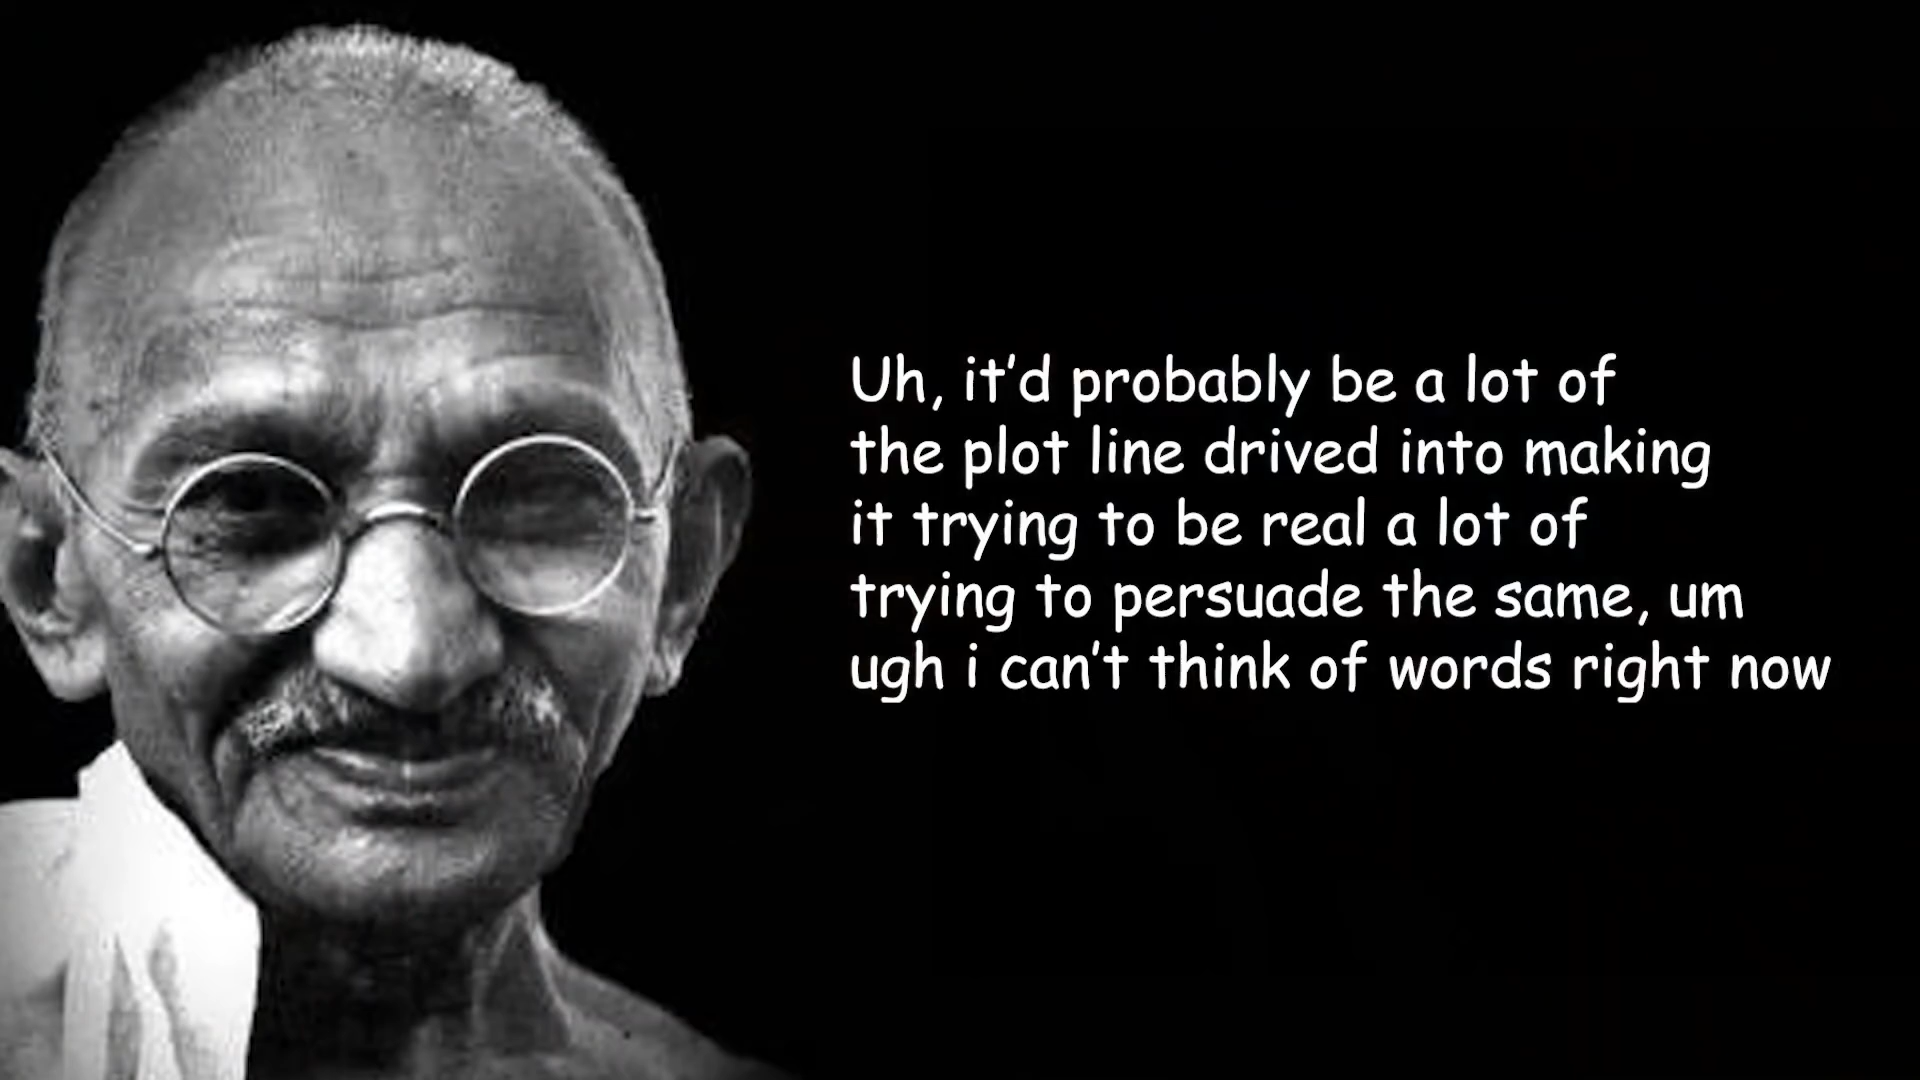 Uh, it’d probably be a lot of
the plot line drived into making
it trying to be real a lot of
trying to persuade the same, um
ugh i can’t think of words right now